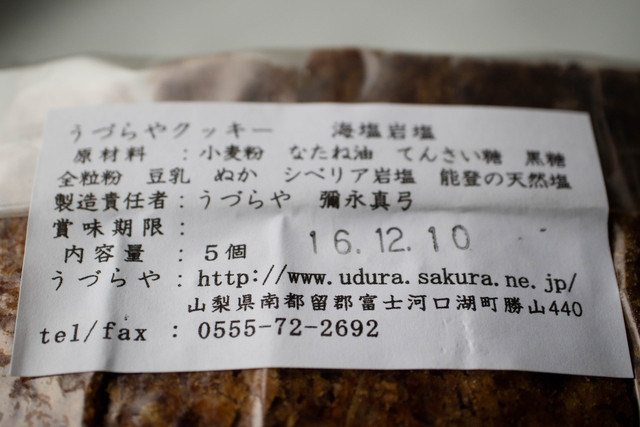 うづらやクッキー　海塩岩塩
原材料：小麦粉　なたね油　てんさい糖　黒糖
全粒粉　豆乳　ぬか　シベリア岩塩　能登の天然塩
製造責任者：うづらや　彌永真弓
賞味期限：
16.12.10
内容量：5個
うづらや：http://www.udura.sakura.ne.jp/
山梨県南都留郡富士河口湖町勝山440
tel/fax：0555-72-2692